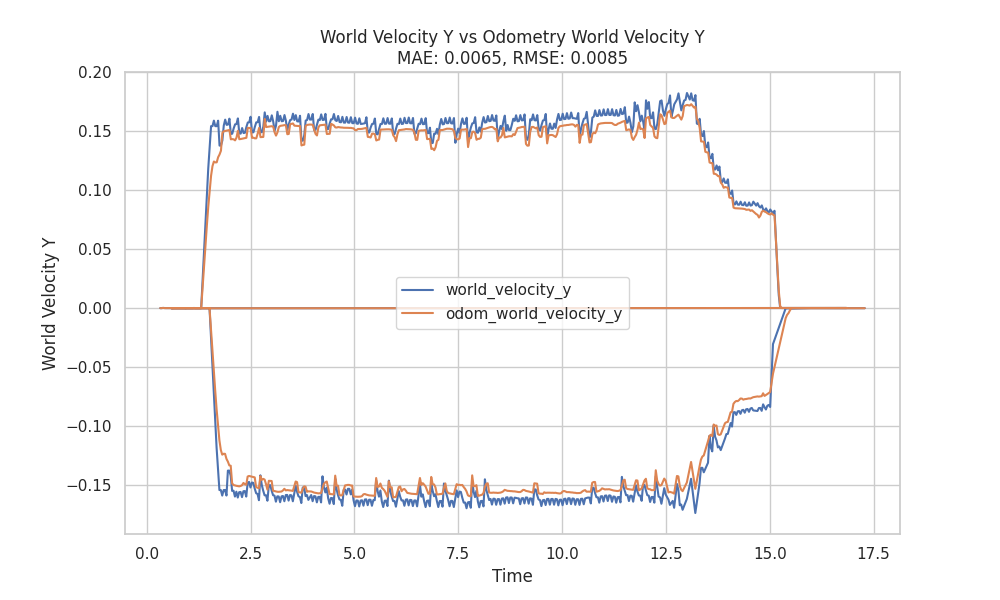 World Velocity Y vs Odometry World Velocity Y
MAE: 0.0065, RMSE: 0.0085
0.20
0.15
0.10
0.05
0.00
−0.05
−0.10
−0.15
World Velocity Y
world_velocity_y
odom_world_velocity_y
0.0 2.5 5.0 7.5 10.0 12.5 15.0 17.5
Time